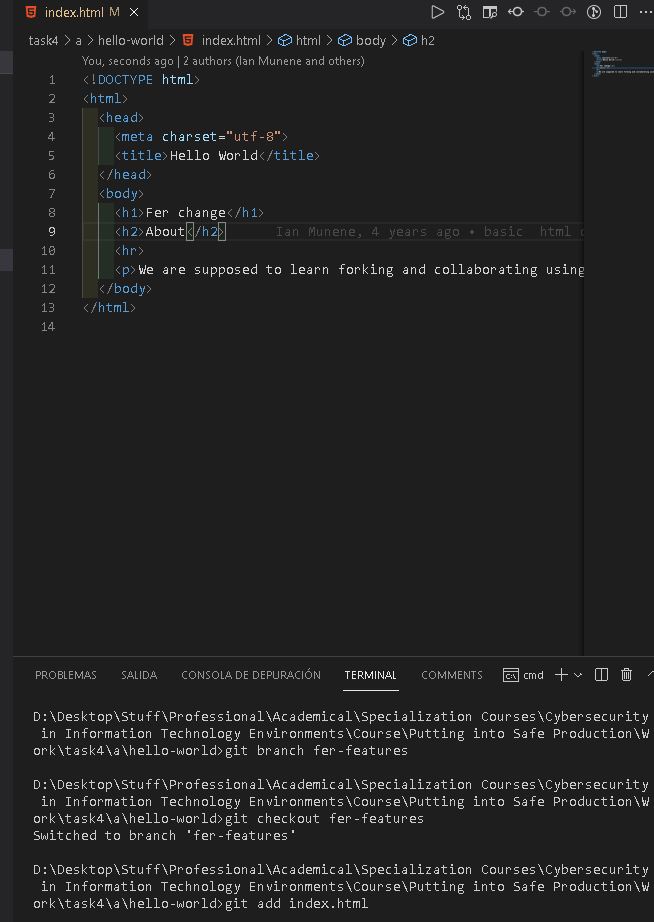 index.html M
task4 > a > hello-world > index.html > html > body > h2
You, seconds ago | 2 authors (Ian Munene and others)
1 <!DOCTYPE html>
2 <html>
3 <head>
4 <meta charset="utf-8">
5 <title>Hello World</title>
6 </head>
7 <body>
8 <h1>Fer change</h1>
9 <h2>About</h2> Ian Munene, 4 years ago • basic html
10 <hr>
11 <p>We are supposed to learn forking and collaborating using
12 </body>
13 </html>
14
PROBLEMAS SALIDA CONSOLA DE DEPURACIÓN TERMINAL COMMENTS cmd
D:\Desktop\Stuff\Professional\Academical\Specialization Courses\Cybersecurity
in Information Technology Environments\Course\Putting into Safe Production\W
ork\task4\a\hello-world>git branch fer-features
D:\Desktop\Stuff\Professional\Academical\Specialization Courses\Cybersecurity
in Information Technology Environments\Course\Putting into Safe Production\W
ork\task4\a\hello-world>git checkout fer-features
Switched to branch 'fer-features'
D:\Desktop\Stuff\Professional\Academical\Specialization Courses\Cybersecurity
in Information Technology Environments\Course\Putting into Safe Production\W
ork\task4\a\hello-world>git add index.html